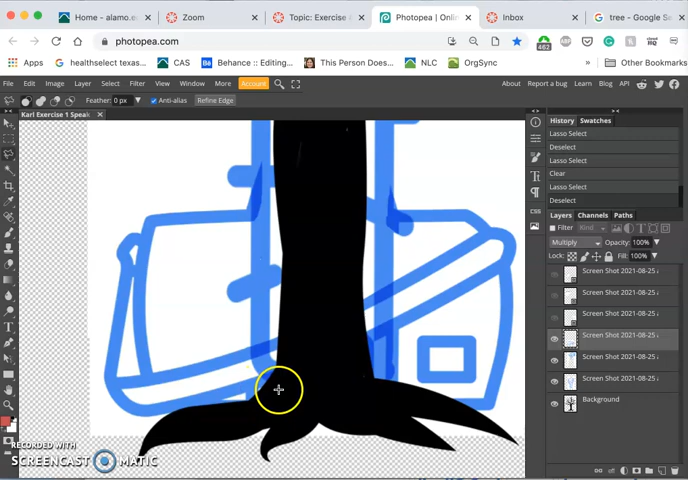 Home - alamo.e
Zoom
Topic: Exercise A
Photopea | Onlin
Inbox
tree - Google Se
photopea.com
462
Apps
healthselect texas...
CAS
Behance :: Editing...
This Person Does...
NLC
OrgSync
Other Bookmarks
File Edit Image Layer Select Filter View Window More Account
About Report a bug Learn Blog API
Feather: 0 px Anti-alias Refine Edge
Karl Exercise 1 Speak
History Swatches
Lasso Select
Deselect
Lasso Select
Clear
Lasso Select
Deselect
CSS
Layers Channels Paths
Filter Kind
Multiply Opacity: 100%
Lock: Fill: 100%
Screen Shot 2021-08-25
Screen Shot 2021-08-25
Screen Shot 2021-08-25
Screen Shot 2021-08-25
Screen Shot 2021-08-25
Screen Shot 2021-08-25
Background
RECORDED WITH
SCREENCAST MATIC